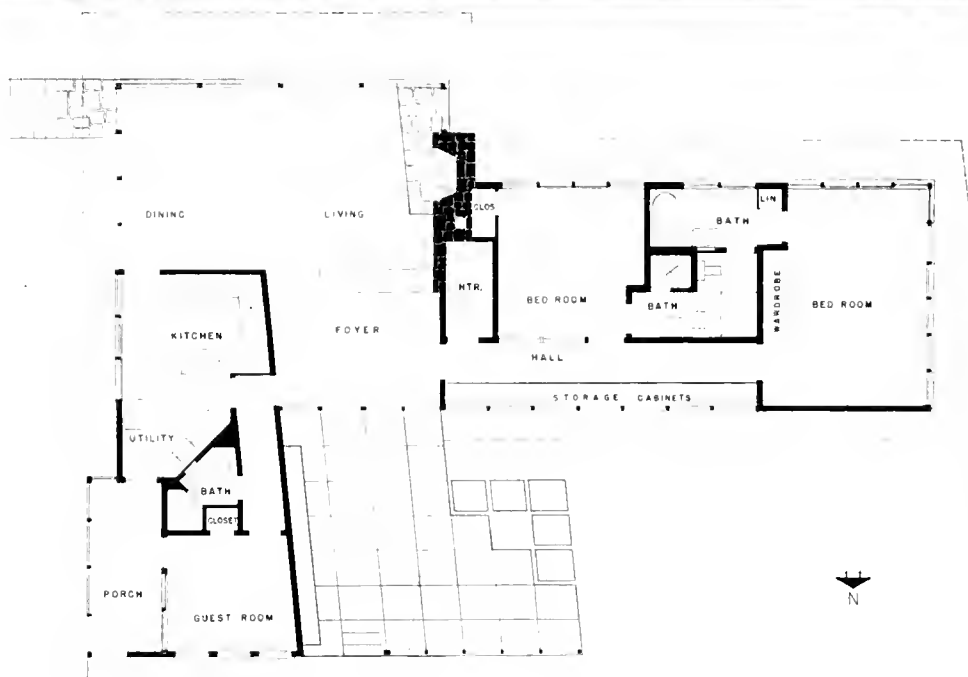 DINING
LIVING
CLOS
BATH
LIN
HTR.
BED ROOM
BATH
WARDROBE
BED ROOM
KITCHEN
FOYER
HALL
STORAGE CABINETS
UTILITY
BATH
CLOSET
PORCH
GUEST ROOM
N